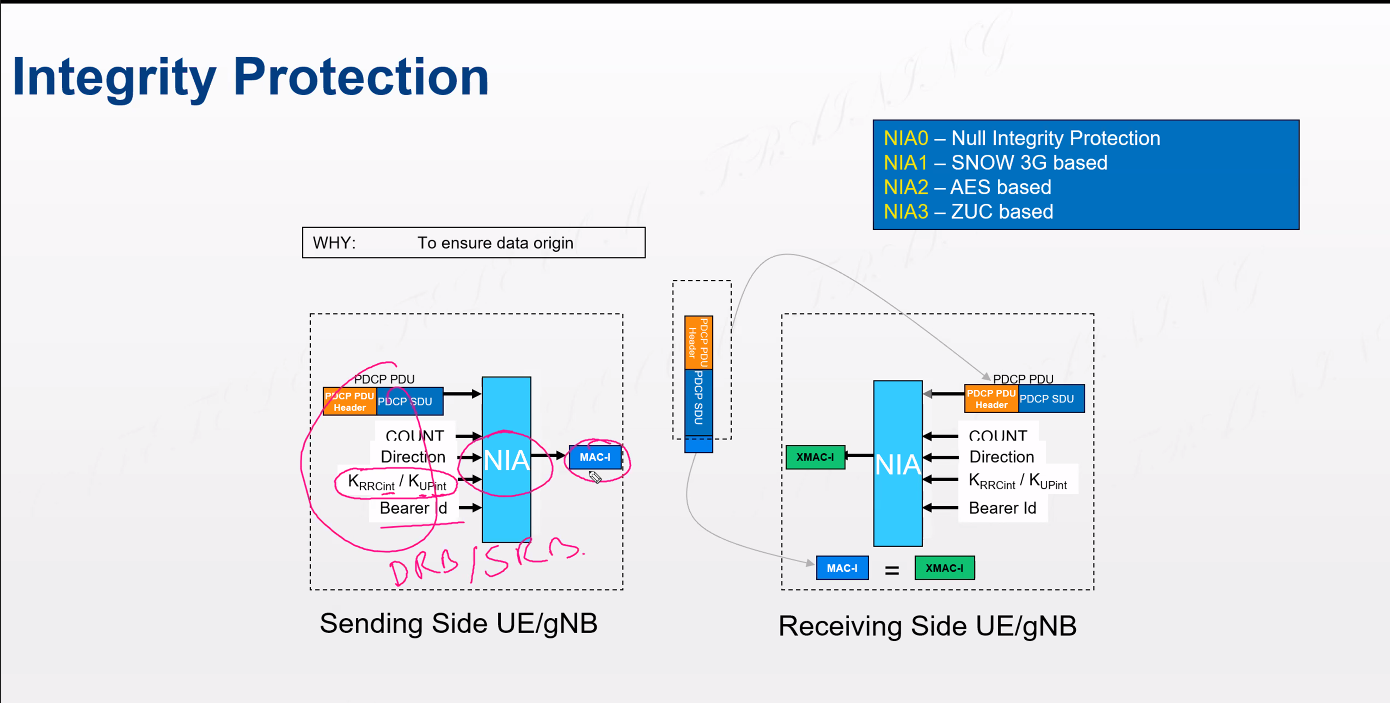 Integrity Protection
NIA0 – Null Integrity Protection
NIA1 – SNOW 3G based
NIA2 – AES based
NIA3 – ZUC based
WHY: To ensure data origin
PDCP PDU
PDCP PDU Header
PDCP SDU
COUNT
Direction
KRRCint / KUPint
Bearer Id
NIA
MAC-I
DRB/SRB.
Sending Side UE/gNB
PDCP PDU Header
PDCP SDU
PDCP PDU
PDCP PDU Header
PDCP SDU
COUNT
Direction
KRRCint / KUPint
Bearer Id
NIA
XMAC-I
MAC-I = XMAC-I
Receiving Side UE/gNB